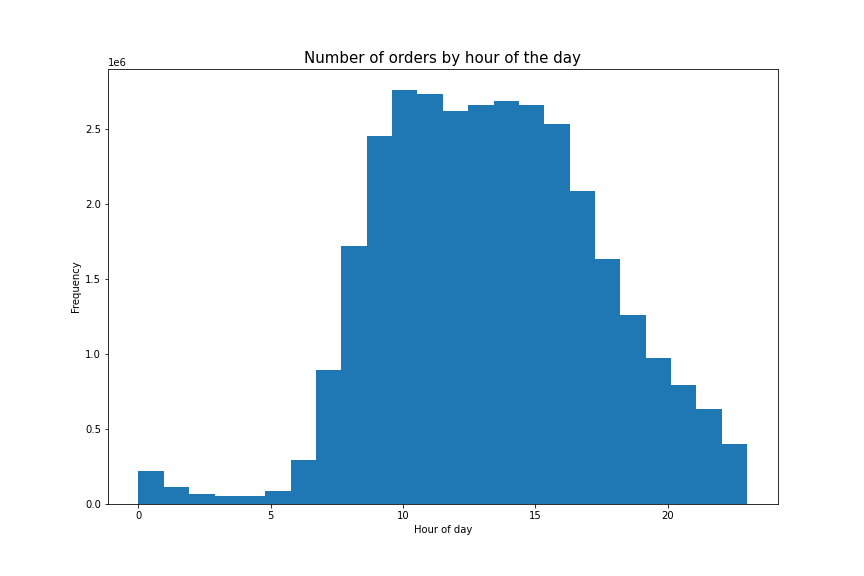 Number of orders by hour of the day
1e6
2.5
2.0
1.5
1.0
0.5
0.0
Frequency
0 5 10 15 20
Hour of day